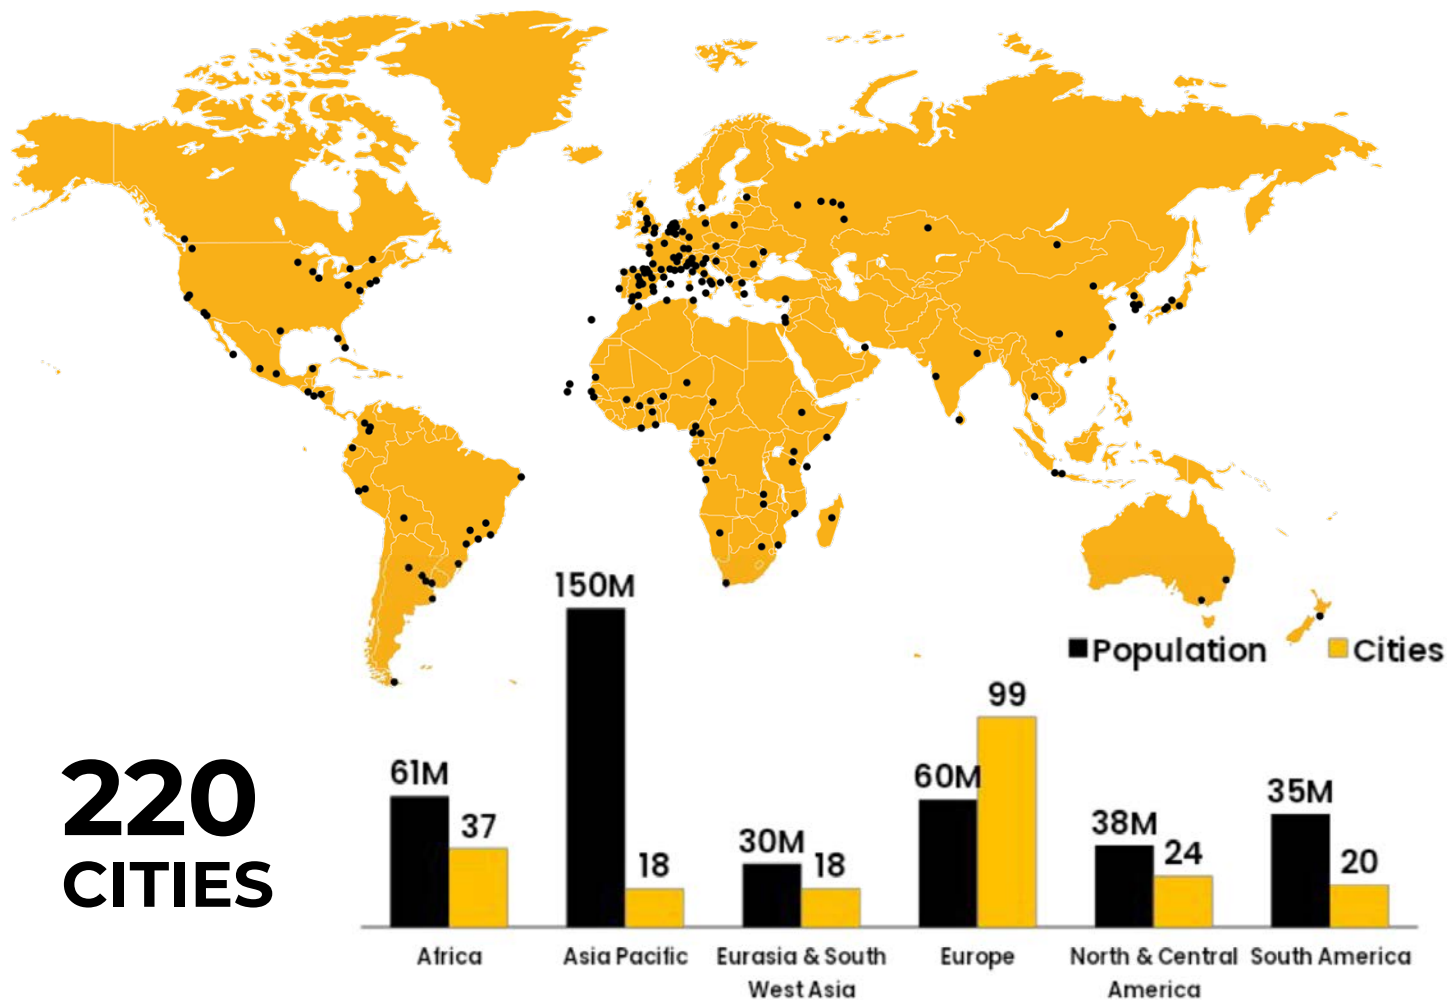 Population
Cities
220
CITIES
61M
37
150M
18
30M
18
60M
99
38M
24
35M
20
Africa
Asia Pacific
Eurasia & South
West Asia
Europe
North & Central
America
South America